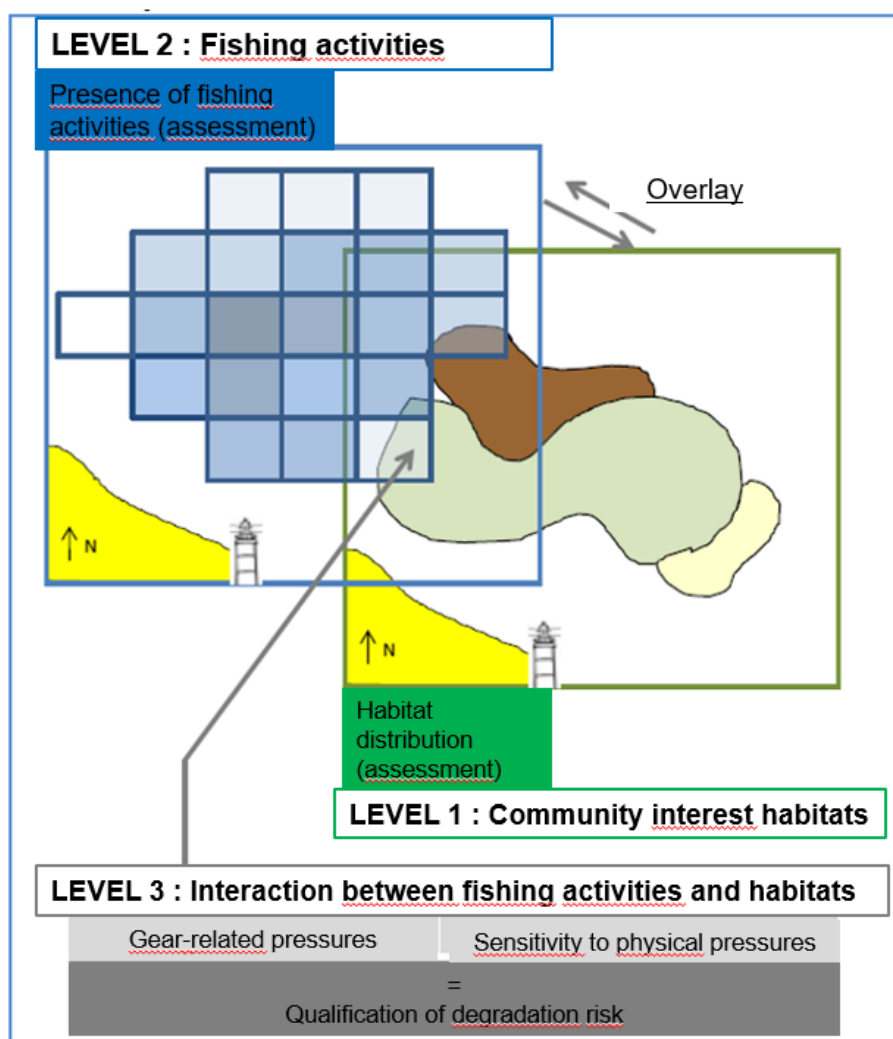 LEVEL 2 : Fishing activities
Presence of fishing
activities (assessment)
Overlay
N
N
Habitat
distribution
(assessment)
LEVEL 1 : Community interest habitats
LEVEL 3 : Interaction between fishing activities and habitats
Gear-related pressures
Sensitivity to physical pressures
=
Qualification of degradation risk